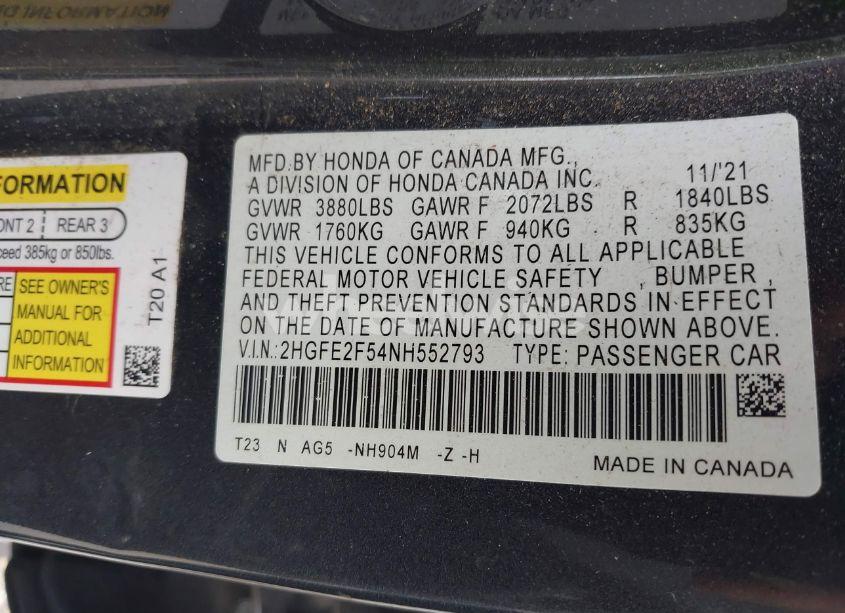 FORMATION
ONT 2 REAR 3
ceed 385kg or 850lbs.
RE SEE OWNER'S
MANUAL FOR
ADDITIONAL
INFORMATION
T20 A1
MFD.BY HONDA OF CANADA MFG.,
A DIVISION OF HONDA CANADA INC. 11/'21
GVWR 3880LBS GAWR F 2072LBS R 1840LBS
GVWR 1760KG GAWR F 940KG R 835KG
THIS VEHICLE CONFORMS TO ALL APPLICABLE
FEDERAL MOTOR VEHICLE SAFETY , BUMPER ,
AND THEFT PREVENTION STANDARDS IN EFFECT
ON THE DATE OF MANUFACTURE SHOWN ABOVE.
V.I.N.: 2HGFE2F54NH552793 TYPE: PASSENGER CAR
T23 N AG5 -NH904M -Z -H
MADE IN CANADA